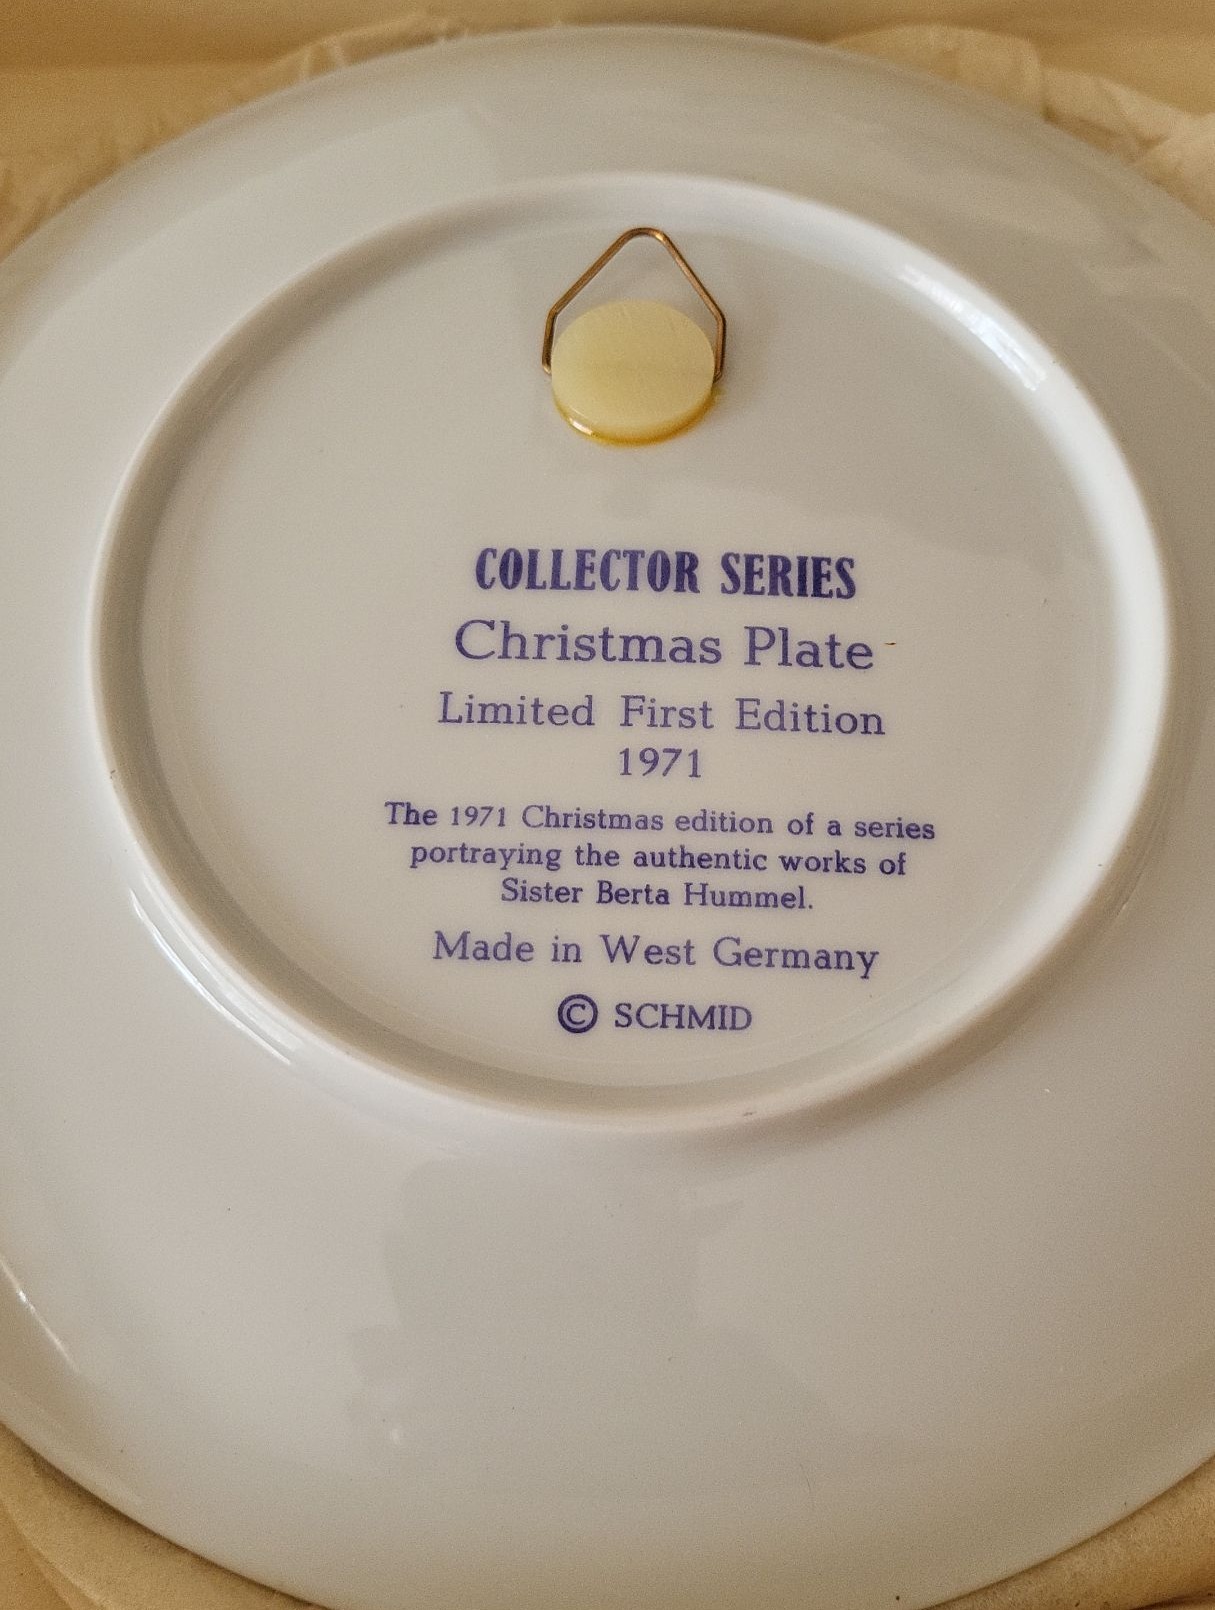 COLLECTOR SERIES
Christmas Plate
Limited First Edition
1971
The 1971 Christmas edition of a series
portraying the authentic works of
Sister Berta Hummel.
Made in West Germany
© SCHMID